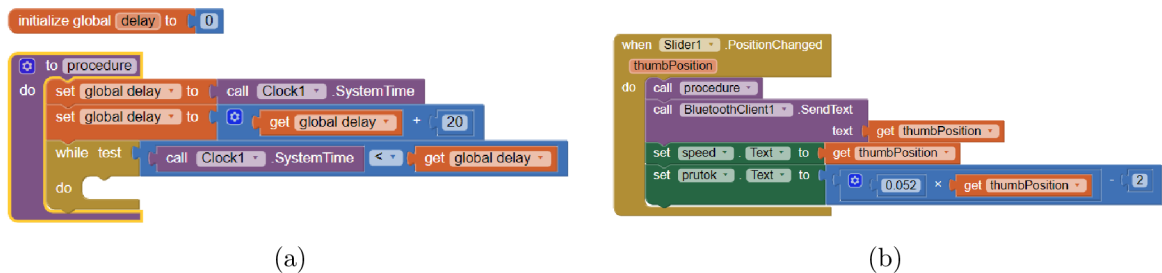 initialize global delay to 0
to procedure
do set global delay to call Clock1 .SystemTime
set global delay to get global delay + 20
while test call Clock1 .SystemTime < get global delay
do
(a)
when Slider1 .PositionChanged
thumbPosition
do call procedure
call BluetoothClient1 .SendText
text get thumbPosition
set speed . Text to get thumbPosition
set prutok . Text to 0.052 × get thumbPosition - 2
(b)